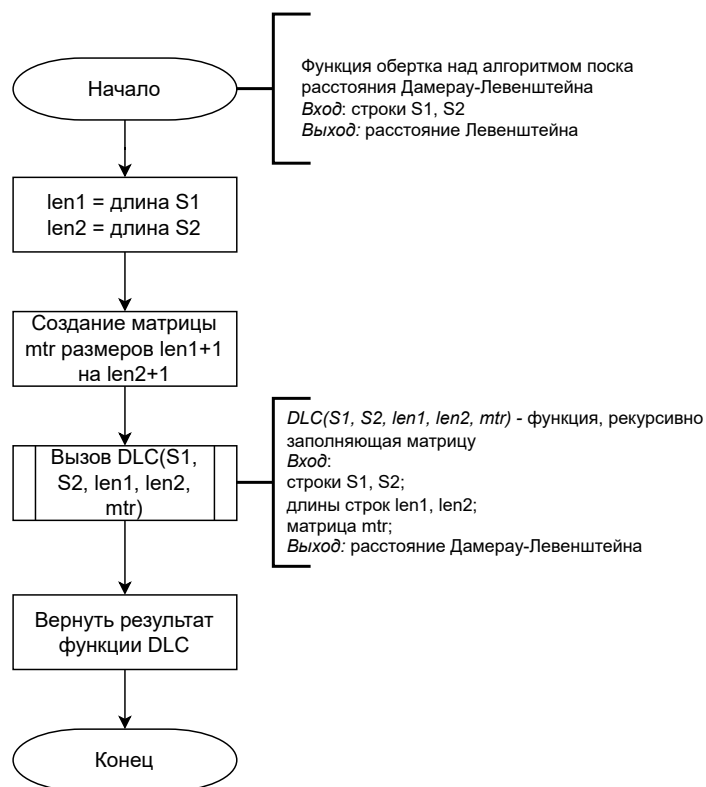 Начало
Функция обертка над алгоритмом поска
расстояния Дамерау-Левенштейна
Вход: строки S1, S2
Выход: расстояние Левенштейна
len1 = длина S1
len2 = длина S2
Создание матрицы
mtr размеров len1+1
на len2+1
Вызов DLC(S1,
S2, len1, len2,
mtr)
DLC(S1, S2, len1, len2, mtr) - функция, рекурсивно
заполняющая матрицу
Вход:
строки S1, S2;
длины строк len1, len2;
матрица mtr;
Выход: расстояние Дамерау-Левенштейна
Вернуть результат
функции DLC
Конец